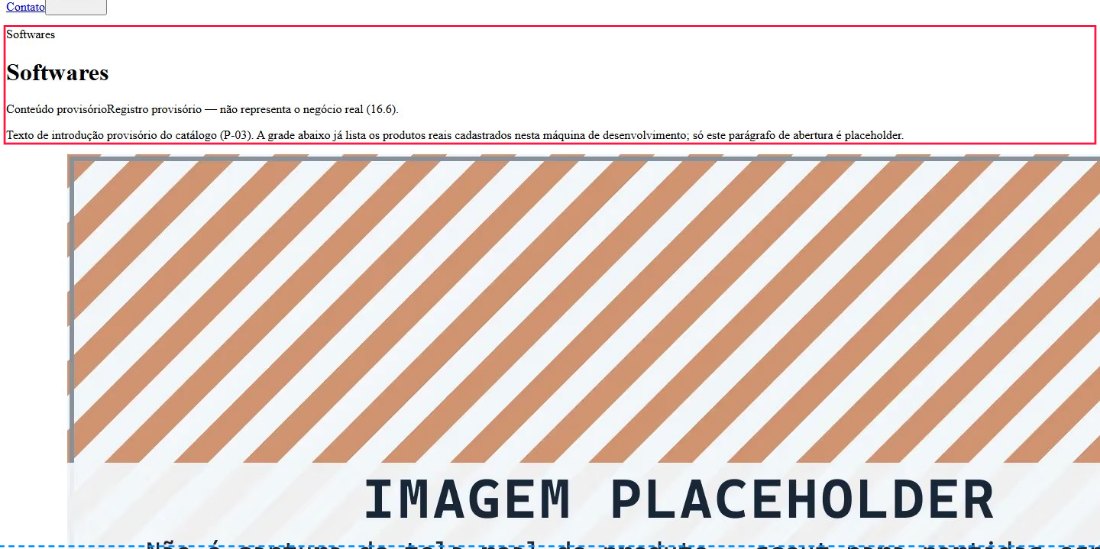 Contato
Softwares
Softwares
Conteúdo provisórioRegistro provisório — não representa o negócio real (16.6).
Texto de introdução provisório do catálogo (P-03). A grade abaixo já lista os produtos reais cadastrados nesta máquina de desenvolvimento; só este parágrafo de abertura é placeholder.
IMAGEM PLACEHOLDER